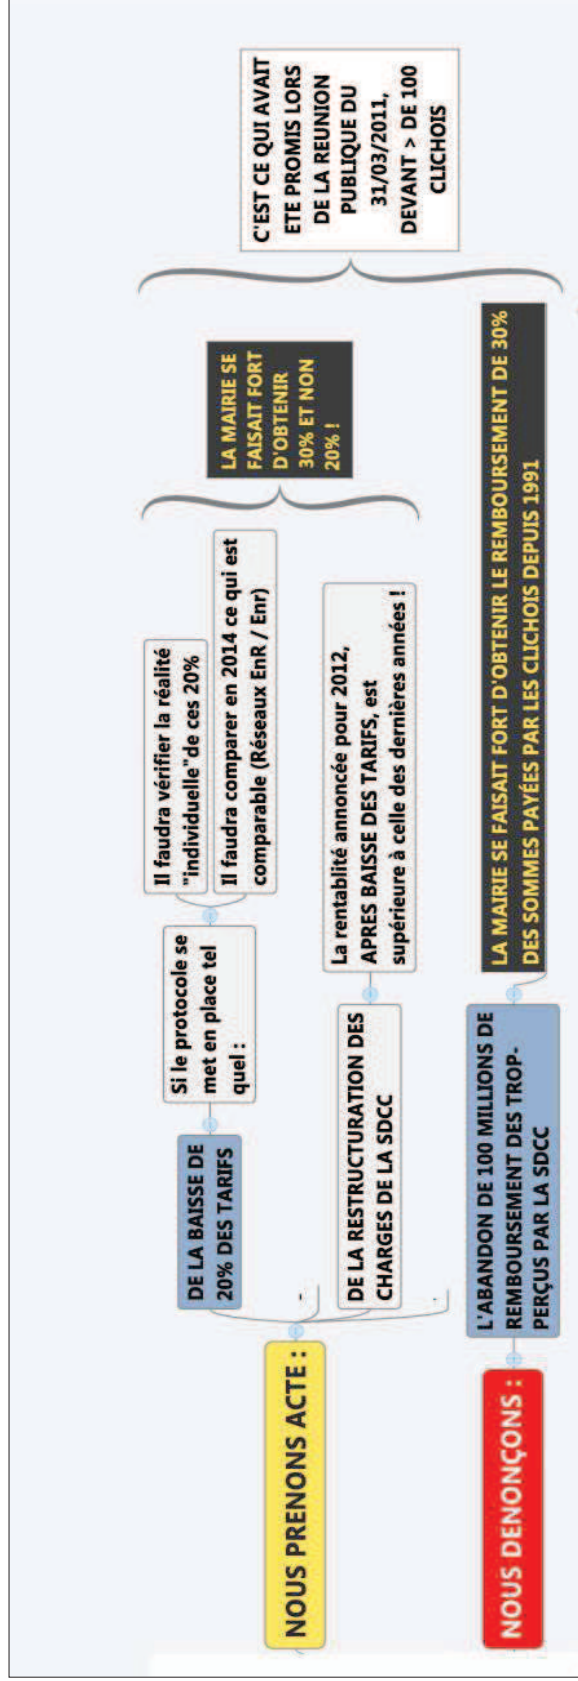 NOUS PRENONS ACTE :
DE LA BAISSE DE
20% DES TARIFS
Si le protocole se
met en place tel
quel :
Il faudra vérifier la réalité
"individuelle"de ces 20%
Il faudra comparer en 2014 ce qui est
comparable (Réseaux EnR / Enr)
DE LA RESTRUCTURATION DES
CHARGES DE LA SDCC
La rentablité annoncée pour 2012,
APRES BAISSE DES TARIFS, est
supérieure à celle des dernières années !
LA MAIRIE SE
FAISAIT FORT
D'OBTENIR
30% ET NON
20% !
NOUS DENONÇONS :
L'ABANDON DE 100 MILLIONS DE
REMBOURSEMENT DES TROP-
PERÇUS PAR LA SDCC
LA MAIRIE SE FAISAIT FORT D'OBTENIR LE REMBOURSEMENT DE 30%
DES SOMMES PAYÉES PAR LES CLICHOIS DEPUIS 1991
C'EST CE QUI AVAIT
ETE PROMIS LORS
DE LA REUNION
PUBLIQUE DU
31/03/2011,
DEVANT > DE 100
CLICHOIS